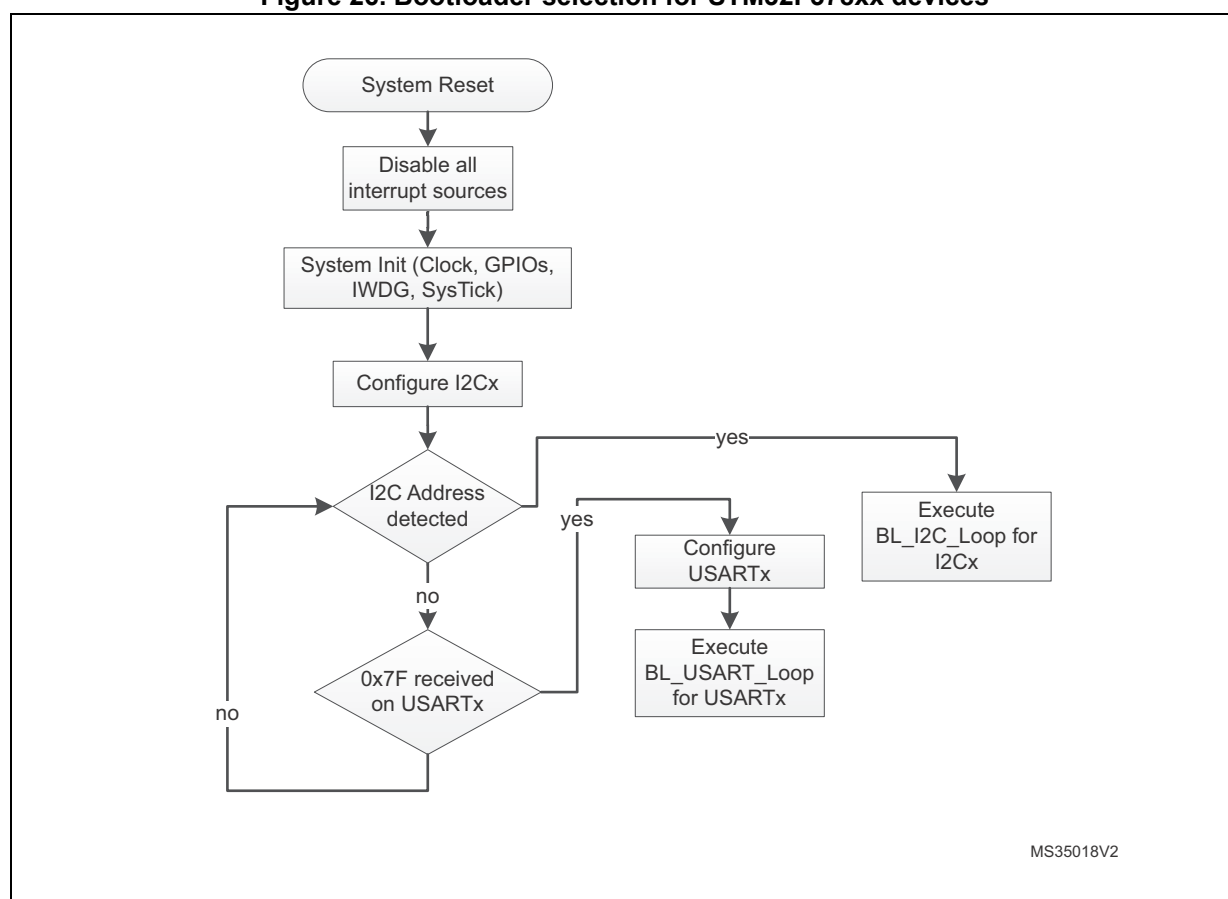 System Reset
Disable all
interrupt sources
System Init (Clock, GPIOs,
IWDG, SysTick)
Configure I2Cx
yes
I2C Address
detected
Execute
BL_I2C_Loop for
I2Cx
yes
Configure
USARTx
no
Execute
BL_USART_Loop
for USARTx
0x7F received
on USARTx
no
MS35018V2